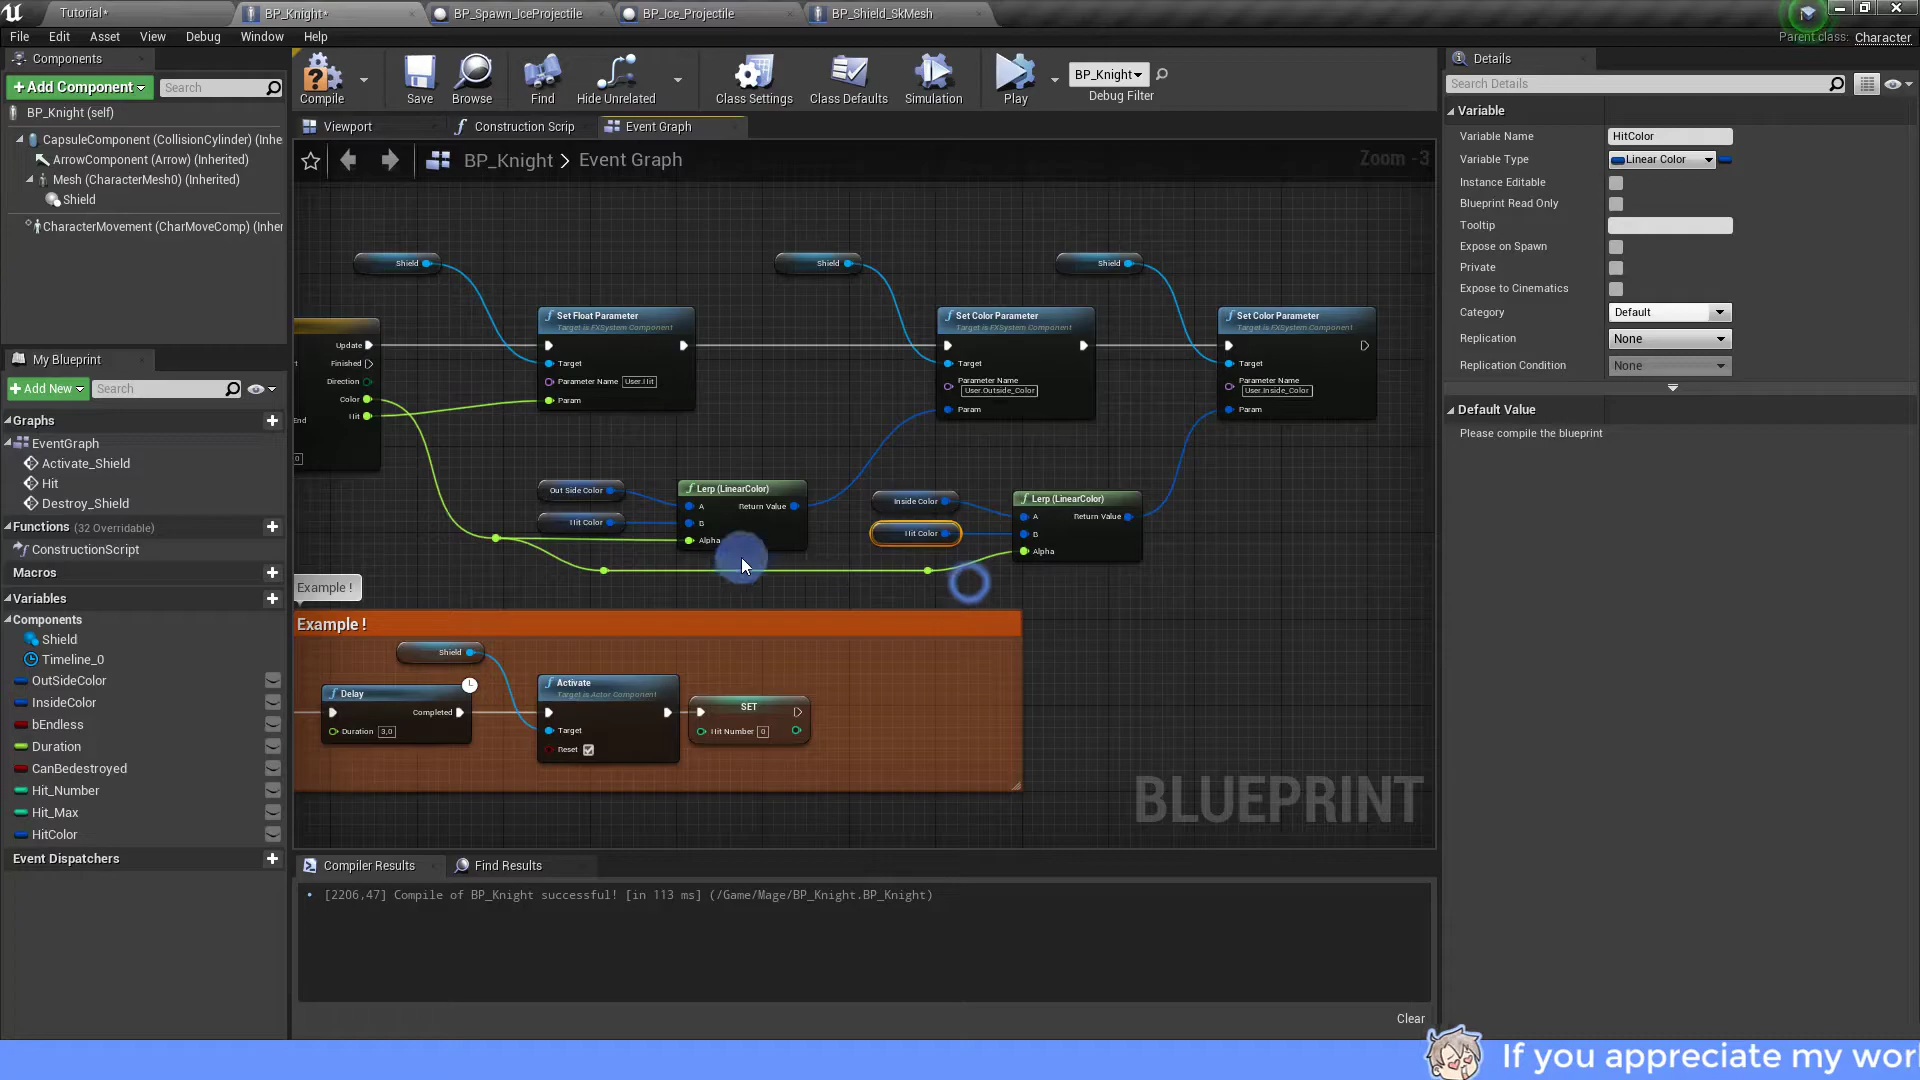 Tutorial*
BP_Knight*
BP_Spawn_IceProjectile
BP_Ice_Projectile
BP_Shield_SkMesh
File
Edit
Asset
View
Debug
Window
Help
Parent class: Character
Components
+Add Component
Search
BP_Knight (self)
CapsuleComponent (CollisionCylinder) (Inhe
ArrowComponent (Arrow) (Inherited)
Mesh (CharacterMesh0) (Inherited)
Shield
CharacterMovement (CharMoveComp) (Inher
Compile
Save
Browse
Find
Hide Unrelated
Class Settings
Class Defaults
Simulation
Play
BP_Knight
Debug Filter
Viewport
Construction Scrip
Event Graph
BP_Knight > Event Graph
Zoom -3
Shield
Shield
Shield
Update
Finished
Direction
Color
Hit
End
Set Float Parameter
Target is FXSystem Component
Target
Parameter Name User.Hit
Param
Set Color Parameter
Target is FXSystem Component
Target
Parameter Name
User.Outside_Color
Param
Set Color Parameter
Target is FXSystem Component
Target
Parameter Name
User.Inside_Color
Param
Out Side Color
Hit Color
Lerp (LinearColor)
A Return Value
B
Alpha
Inside Color
Hit Color
Lerp (LinearColor)
A Return Value
B
Alpha
Example !
Example !
Shield
Delay
Completed
Duration 3,0
Activate
Target is Actor Component
Target
Reset
SET
Hit Number 0
BLUEPRINT
My Blueprint
+Add New
Search
Graphs
EventGraph
Activate_Shield
Hit
Destroy_Shield
Functions (32 Overridable)
ConstructionScript
Macros
Variables
Components
Shield
Timeline_0
OutSideColor
InsideColor
bEndless
Duration
CanBedestroyed
Hit_Number
Hit_Max
HitColor
Event Dispatchers
Compiler Results
Find Results
[2206,47] Compile of BP_Knight successful! [in 113 ms] (/Game/Mage/BP_Knight.BP_Knight)
Clear
Details
Search Details
Variable
Variable Name HitColor
Variable Type Linear Color
Instance Editable
Blueprint Read Only
Tooltip
Expose on Spawn
Private
Expose to Cinematics
Category Default
Replication None
Replication Condition None
Default Value
Please compile the blueprint
If you appreciate my wor